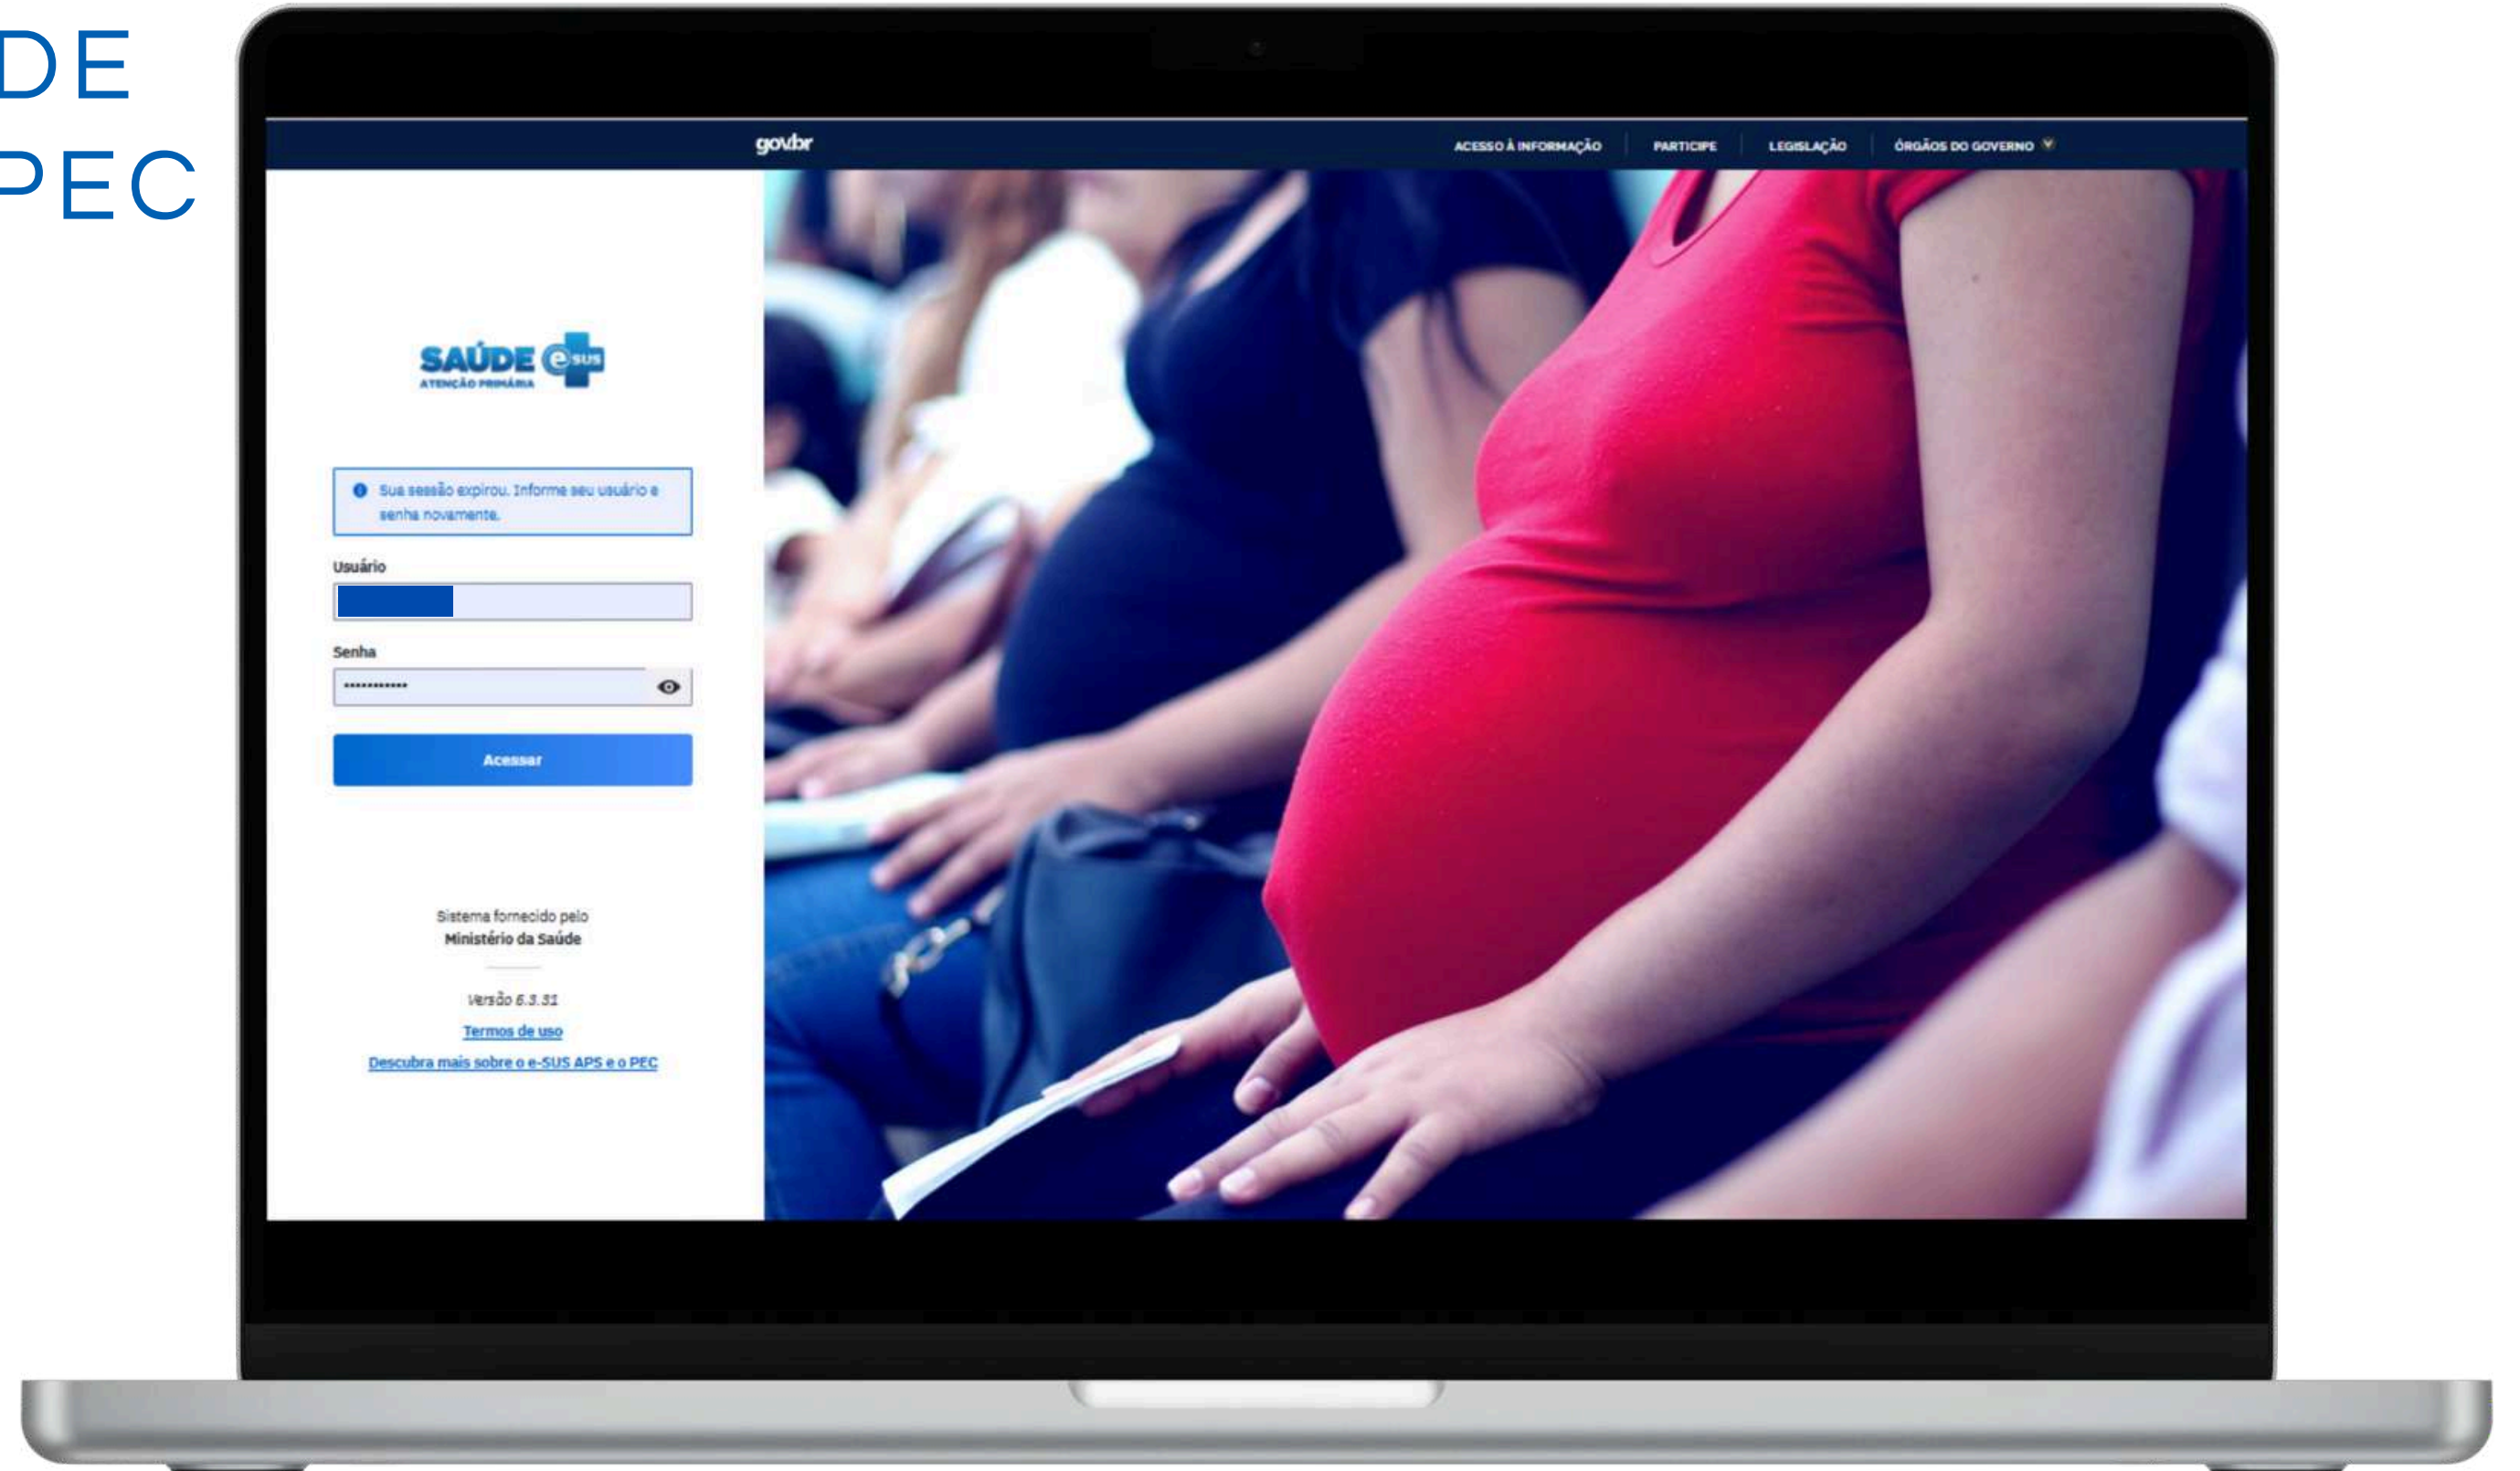 DE
PEC
gov.br
ACESSO À INFORMAÇÃO PARTICIPE LEGISLAÇÃO ÓRGÃOS DO GOVERNO
SAÚDE e SUS
ATENÇÃO PRIMÁRIA
Sua sessão expirou. Informe seu usuário e
senha novamente.
Usuário
Senha
Acessar
Sistema fornecido pelo
Ministério da Saúde
Versão 6.3.31
Termos de uso
Descubra mais sobre o e-SUS APS e o PEC